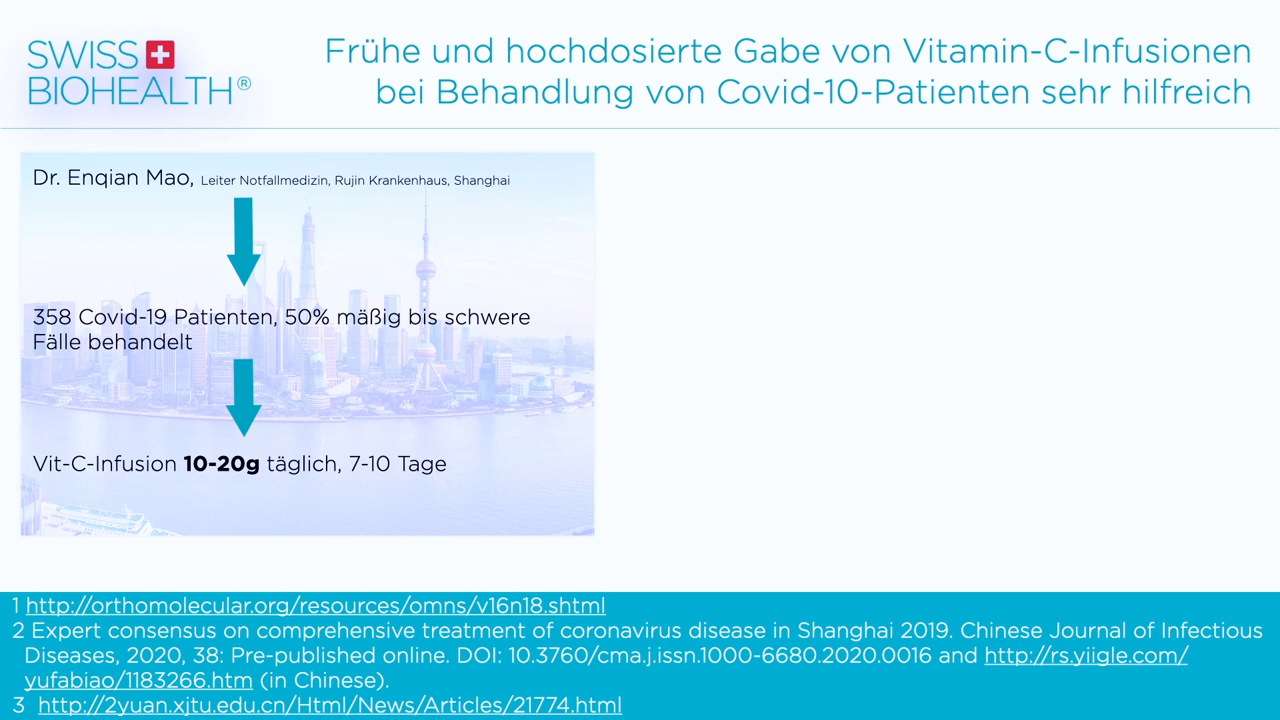 SWISS
BIOHEALTH®
Frühe und hochdosierte Gabe von Vitamin-C-Infusionen
bei Behandlung von Covid-10-Patienten sehr hilfreich
Dr. Enqian Mao, Leiter Notfallmedizin, Rujin Krankenhaus, Shanghai
358 Covid-19 Patienten, 50% mäßig bis schwere
Fälle behandelt
Vit-C-Infusion 10-20g täglich, 7-10 Tage
1 http://orthomolecular.org/resources/omns/v16n18.shtml
2 Expert consensus on comprehensive treatment of coronavirus disease in Shanghai 2019. Chinese Journal of Infectious
Diseases, 2020, 38: Pre-published online. DOI: 10.3760/cma.j.issn.1000-6680.2020.0016 and http://rs.yiigle.com/
yufabiao/1183266.htm (in Chinese).
3 http://2yuan.xjtu.edu.cn/Html/News/Articles/21774.html